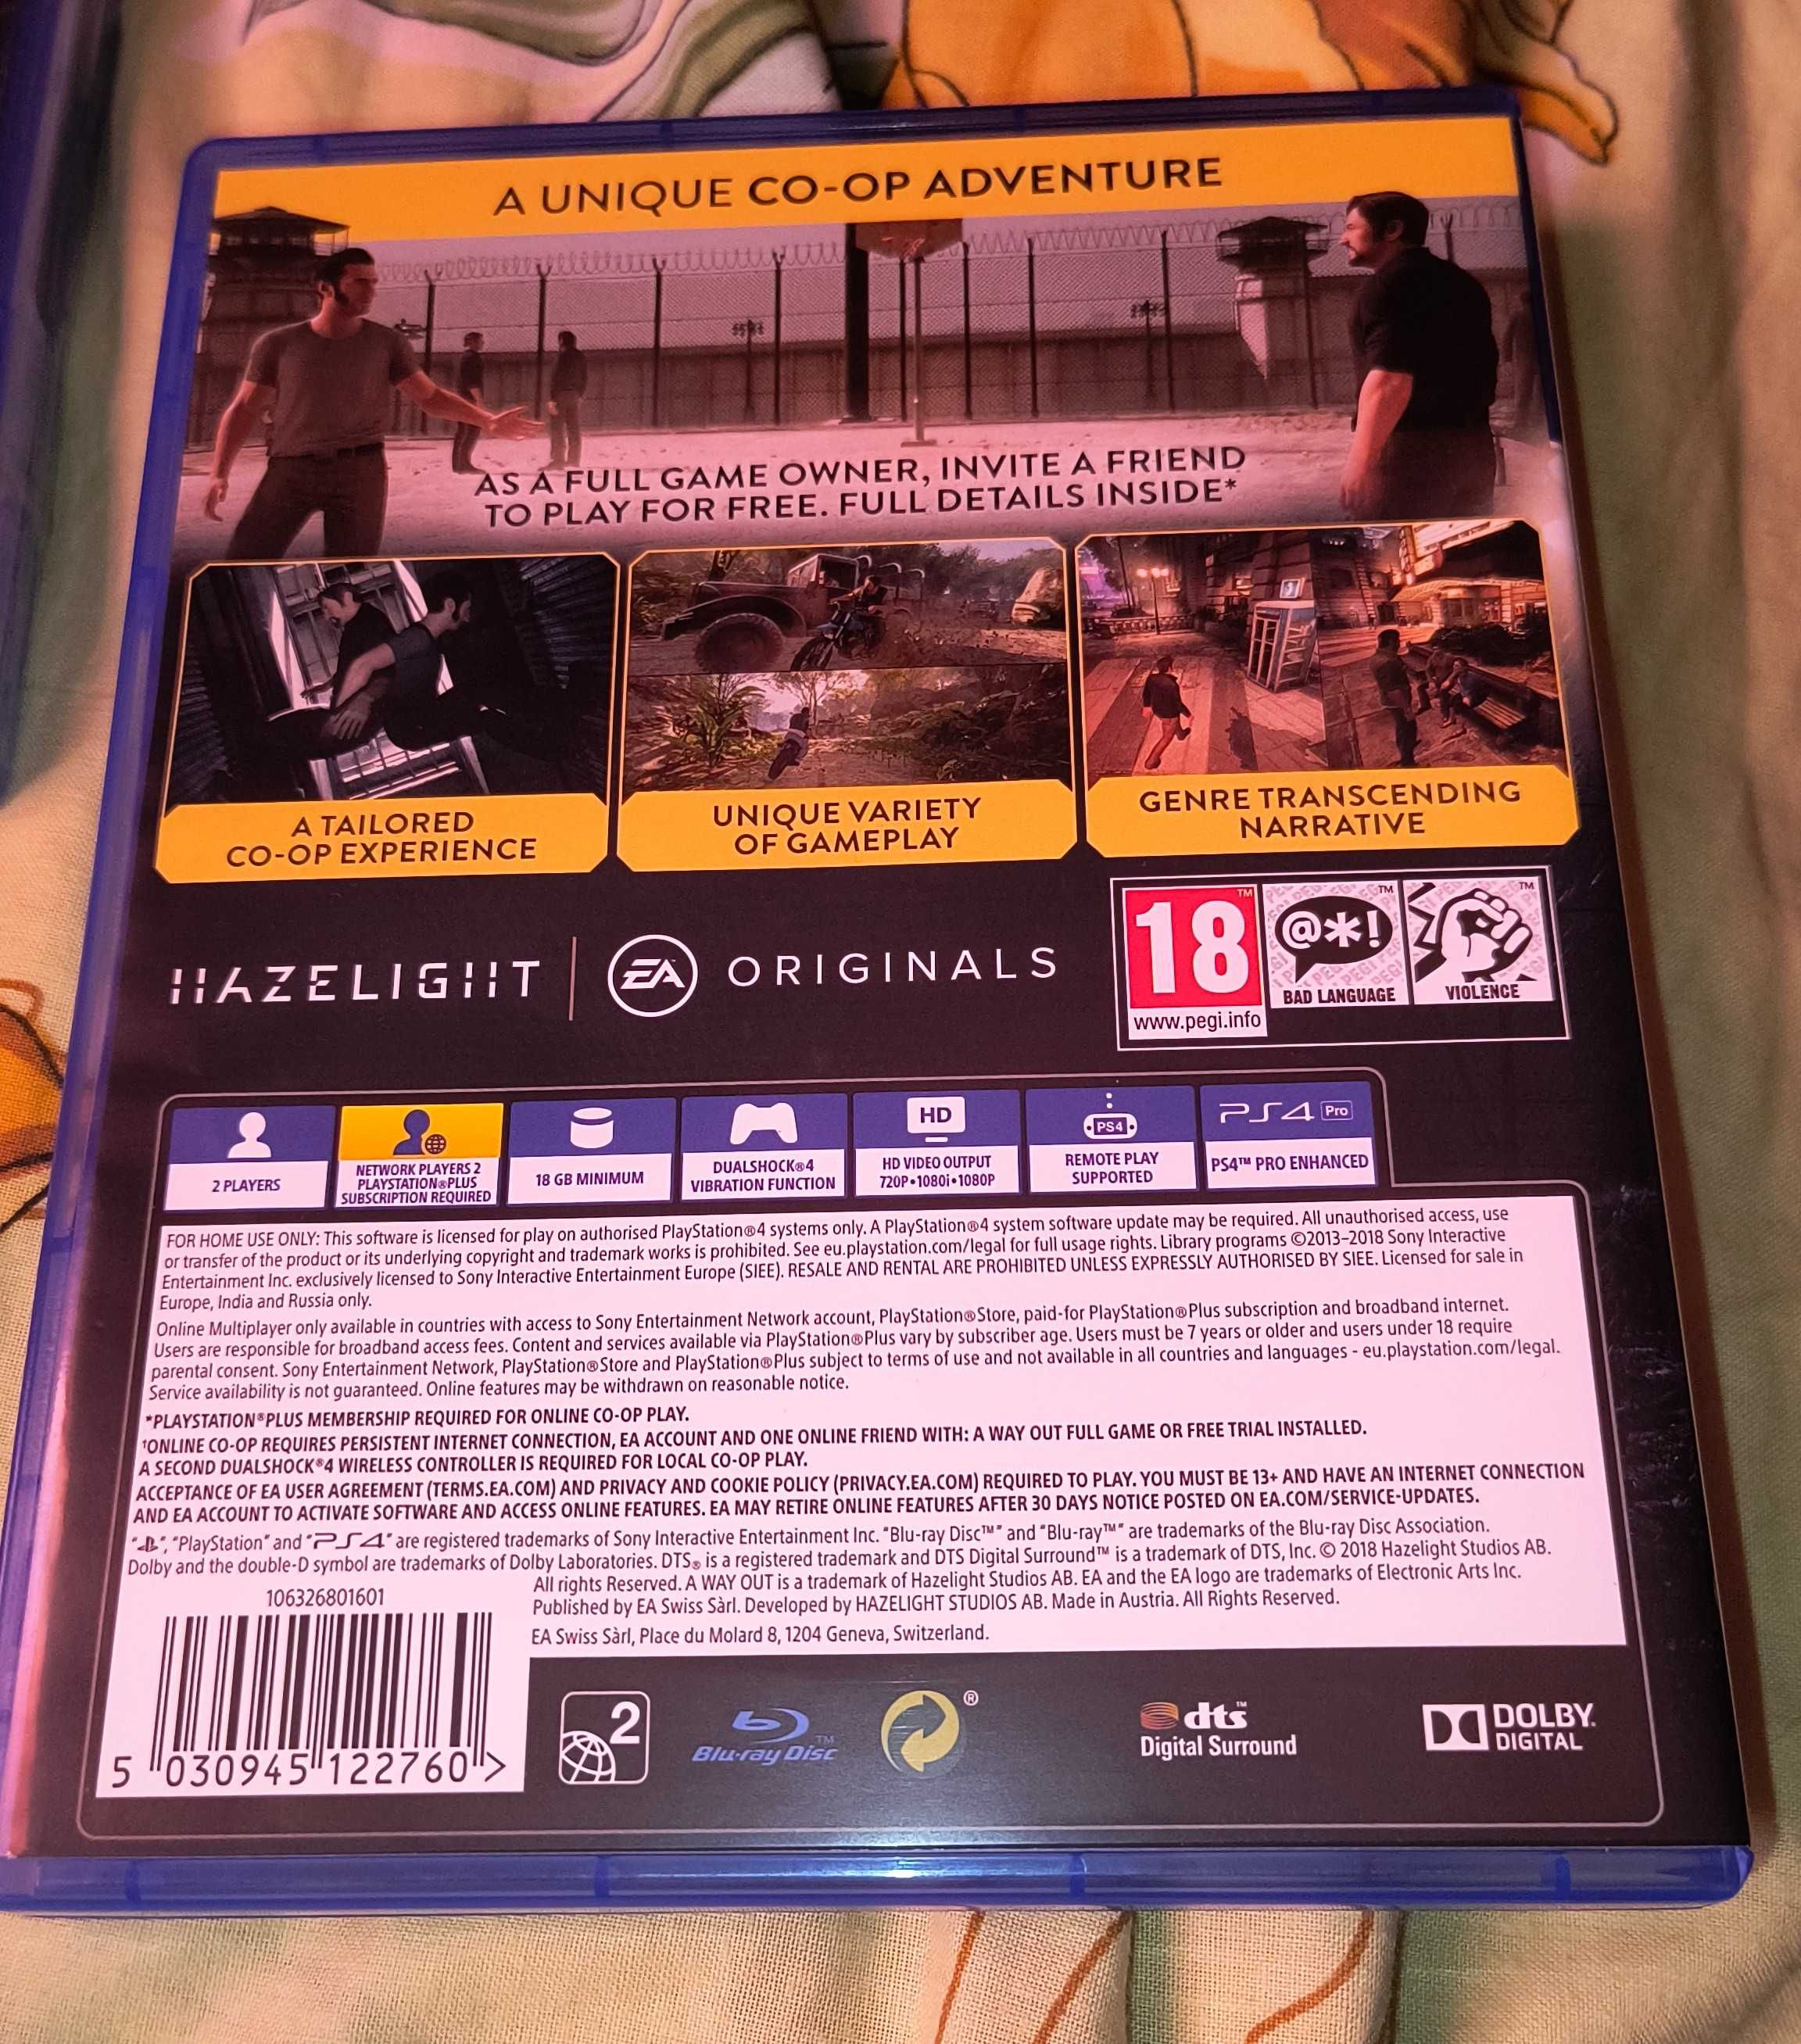 A UNIQUE CO-OP ADVENTURE
AS A FULL GAME OWNER, INVITE A FRIEND
TO PLAY FOR FREE. FULL DETAILS INSIDE*
A TAILORED
CO-OP EXPERIENCE
UNIQUE VARIETY
OF GAMEPLAY
GENRE TRANSCENDING
NARRATIVE
HAZELIGHT
EA ORIGINALS
18™
www.pegi.info
@*!™
BAD LANGUAGE
™
VIOLENCE
2 PLAYERS
NETWORK PLAYERS 2
PLAYSTATION®PLUS
SUBSCRIPTION REQUIRED
18 GB MINIMUM
DUALSHOCK®4
VIBRATION FUNCTION
HD
HD VIDEO OUTPUT
720P•1080i•1080P
PS4
REMOTE PLAY
SUPPORTED
PS4 Pro
PS4™ PRO ENHANCED
FOR HOME USE ONLY: This software is licensed for play on authorised PlayStation®4 systems only. A PlayStation®4 system software update may be required. All unauthorised access, use
or transfer of the product or its underlying copyright and trademark works is prohibited. See eu.playstation.com/legal for full usage rights. Library programs ©2013–2018 Sony Interactive
Entertainment Inc. exclusively licensed to Sony Interactive Entertainment Europe (SIEE). RESALE AND RENTAL ARE PROHIBITED UNLESS EXPRESSLY AUTHORISED BY SIEE. Licensed for sale in
Europe, India and Russia only.
Online Multiplayer only available in countries with access to Sony Entertainment Network account, PlayStation®Store, paid-for PlayStation®Plus subscription and broadband internet.
Users are responsible for broadband access fees. Content and services available via PlayStation®Plus vary by subscriber age. Users must be 7 years or older and users under 18 require
parental consent. Sony Entertainment Network, PlayStation®Store and PlayStation®Plus subject to terms of use and not available in all countries and languages - eu.playstation.com/legal.
Service availability is not guaranteed. Online features may be withdrawn on reasonable notice.
*PLAYSTATION®PLUS MEMBERSHIP REQUIRED FOR ONLINE CO-OP PLAY.
†ONLINE CO-OP REQUIRES PERSISTENT INTERNET CONNECTION, EA ACCOUNT AND ONE ONLINE FRIEND WITH: A WAY OUT FULL GAME OR FREE TRIAL INSTALLED.
A SECOND DUALSHOCK®4 WIRELESS CONTROLLER IS REQUIRED FOR LOCAL CO-OP PLAY.
ACCEPTANCE OF EA USER AGREEMENT (TERMS.EA.COM) AND PRIVACY AND COOKIE POLICY (PRIVACY.EA.COM) REQUIRED TO PLAY. YOU MUST BE 13+ AND HAVE AN INTERNET CONNECTION
AND EA ACCOUNT TO ACTIVATE SOFTWARE AND ACCESS ONLINE FEATURES. EA MAY RETIRE ONLINE FEATURES AFTER 30 DAYS NOTICE POSTED ON EA.COM/SERVICE-UPDATES.
"PS", "PlayStation" and "PS4" are registered trademarks of Sony Interactive Entertainment Inc. "Blu-ray Disc™" and "Blu-ray™" are trademarks of the Blu-ray Disc Association.
Dolby and the double-D symbol are trademarks of Dolby Laboratories. DTS® is a registered trademark and DTS Digital Surround™ is a trademark of DTS, Inc. © 2018 Hazelight Studios AB.
All rights Reserved. A WAY OUT is a trademark of Hazelight Studios AB. EA and the EA logo are trademarks of Electronic Arts Inc.
Published by EA Swiss Sàrl. Developed by HAZELIGHT STUDIOS AB. Made in Austria. All Rights Reserved.
EA Swiss Sàrl, Place du Molard 8, 1204 Geneva, Switzerland.
106326801601
5 030945 122760 >
2
Blu-ray Disc™
®
dts™
Digital Surround
DOLBY.
DIGITAL